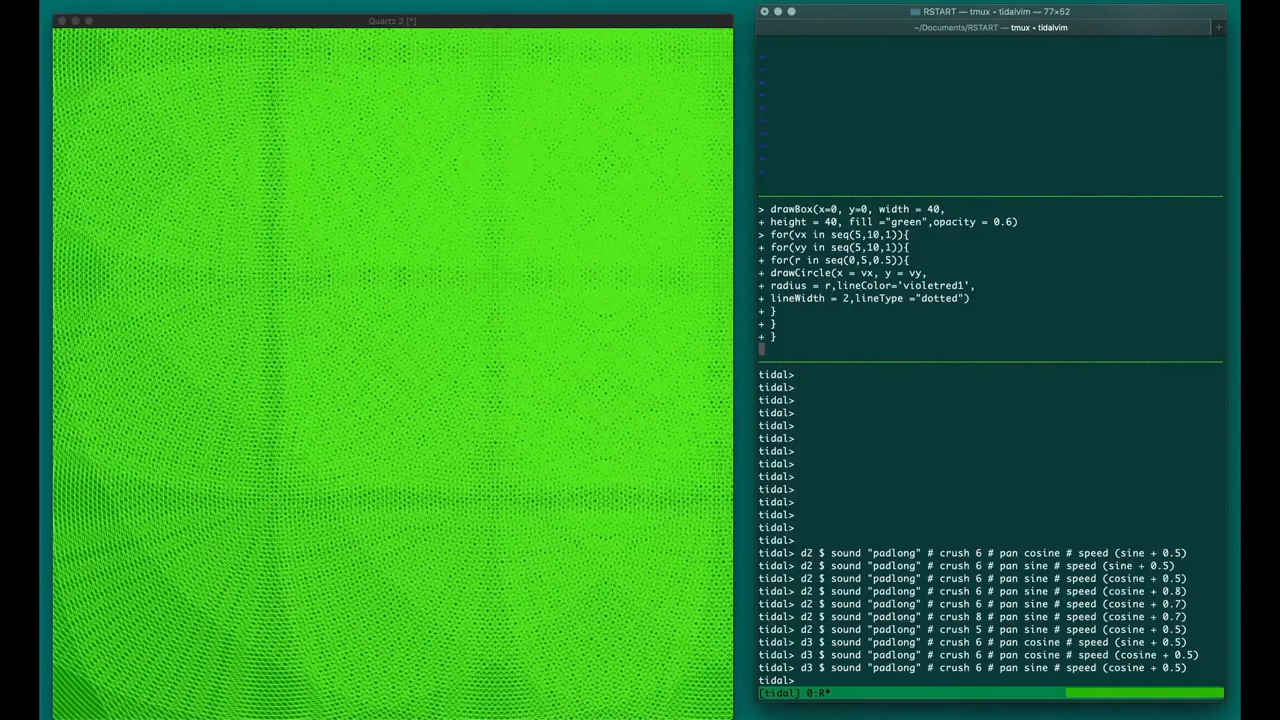 Quartz 2 [*]
RSTART — tmux • tidalvim — 77×52
~/Documents/RSTART — tmux • tidalvim
+
~
~
~
~
~
~
~
~
~
~
> drawBox(x=0, y=0, width = 40,
+ height = 40, fill ="green",opacity = 0.6)
> for(vx in seq(5,10,1)){
+ for(vy in seq(5,10,1)){
+ for(r in seq(0,5,0.5)){
+ drawCircle(x = vx, y = vy,
+ radius = r,lineColor='violetred1',
+ lineWidth = 2,lineType ="dotted")
+ }
+ }
+ }
tidal>
tidal>
tidal>
tidal>
tidal>
tidal>
tidal>
tidal>
tidal>
tidal>
tidal>
tidal>
tidal>
tidal>
tidal> d2 $ sound "padlong" # crush 6 # pan cosine # speed (sine + 0.5)
tidal> d2 $ sound "padlong" # crush 6 # pan sine # speed (sine + 0.5)
tidal> d2 $ sound "padlong" # crush 6 # pan sine # speed (cosine + 0.5)
tidal> d2 $ sound "padlong" # crush 6 # pan sine # speed (cosine + 0.8)
tidal> d2 $ sound "padlong" # crush 6 # pan sine # speed (cosine + 0.7)
tidal> d2 $ sound "padlong" # crush 8 # pan sine # speed (cosine + 0.7)
tidal> d2 $ sound "padlong" # crush 5 # pan sine # speed (cosine + 0.5)
tidal> d3 $ sound "padlong" # crush 6 # pan cosine # speed (sine + 0.5)
tidal> d3 $ sound "padlong" # crush 6 # pan cosine # speed (cosine + 0.5)
tidal> d3 $ sound "padlong" # crush 6 # pan sine # speed (cosine + 0.5)
tidal>
[tidal] 0:R*